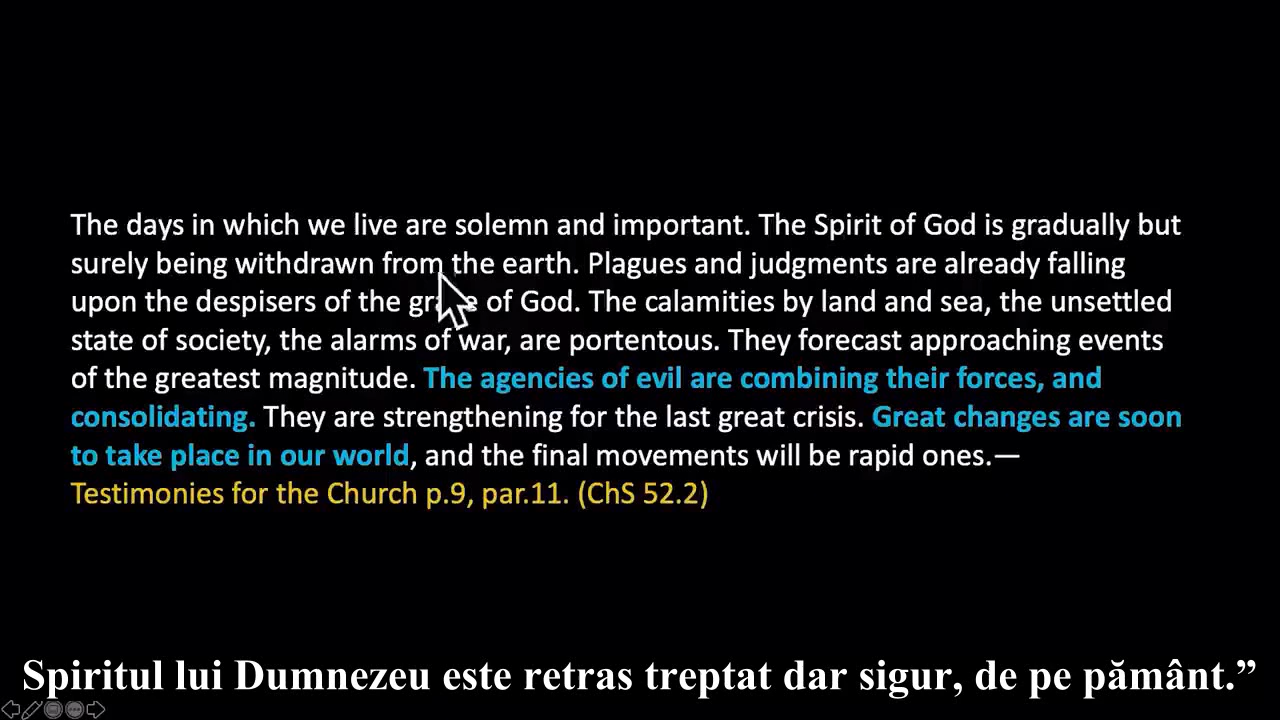 The days in which we live are solemn and important. The Spirit of God is gradually but
surely being withdrawn from the earth. Plagues and judgments are already falling
upon the despisers of the grace of God. The calamities by land and sea, the unsettled
state of society, the alarms of war, are portentous. They forecast approaching events
of the greatest magnitude. The agencies of evil are combining their forces, and
consolidating. They are strengthening for the last great crisis. Great changes are soon
to take place in our world, and the final movements will be rapid ones.—
Testimonies for the Church p.9, par.11. (ChS 52.2)
Spiritul lui Dumnezeu este retras treptat dar sigur, de pe pământ.”